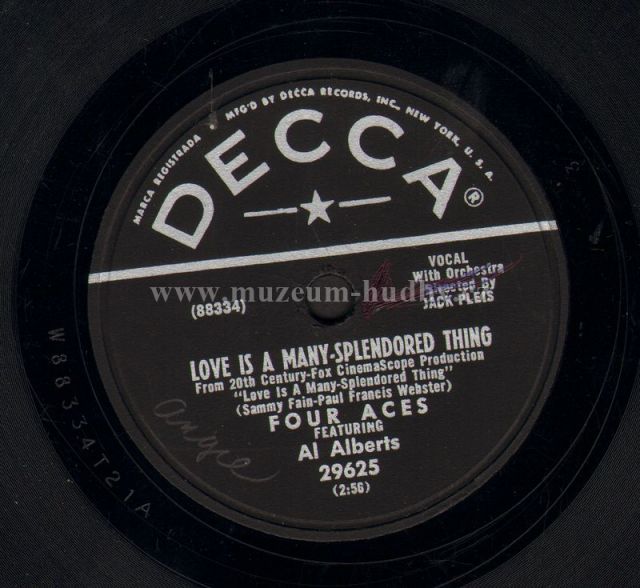 MARCA REGISTRADA • MFG'D BY DECCA RECORDS, INC., NEW YORK, U. S. A.
DECCA®
VOCAL
With Orchestra
Directed By
JACK PLEIS
(88334)
www.muzeum-hudby.
LOVE IS A MANY-SPLENDORED THING
From 20th Century-Fox CinemaScope Production
"Love Is A Many-Splendored Thing"
(Sammy Fain-Paul Francis Webster)
FOUR ACES
FEATURING
Al Alberts
29625
(2:56)
angie
W88334T21A